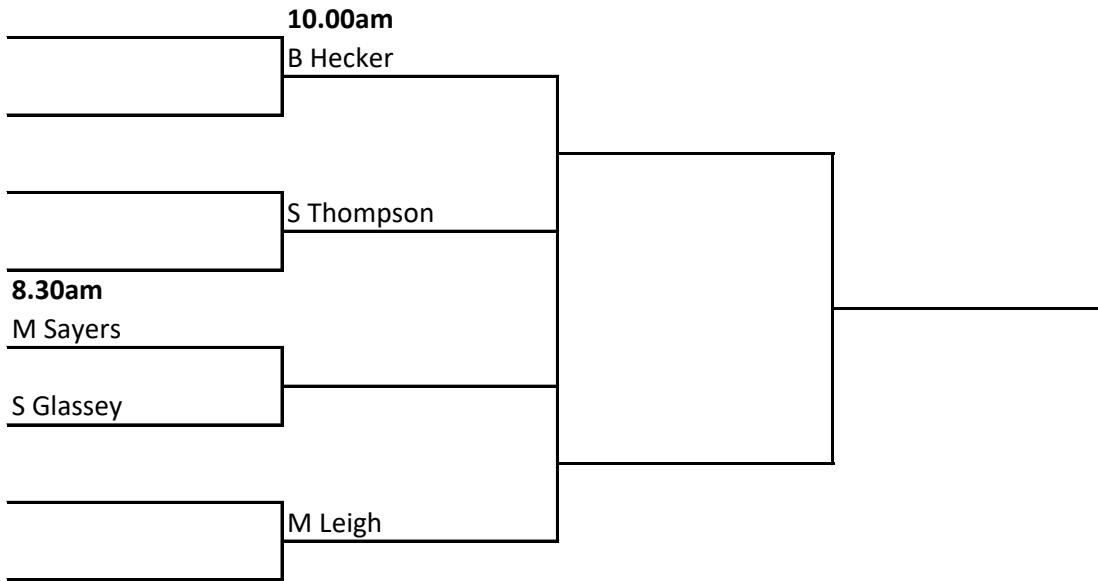 10.00am
B Hecker
S Thompson
8.30am
M Sayers
S Glassey
M Leigh